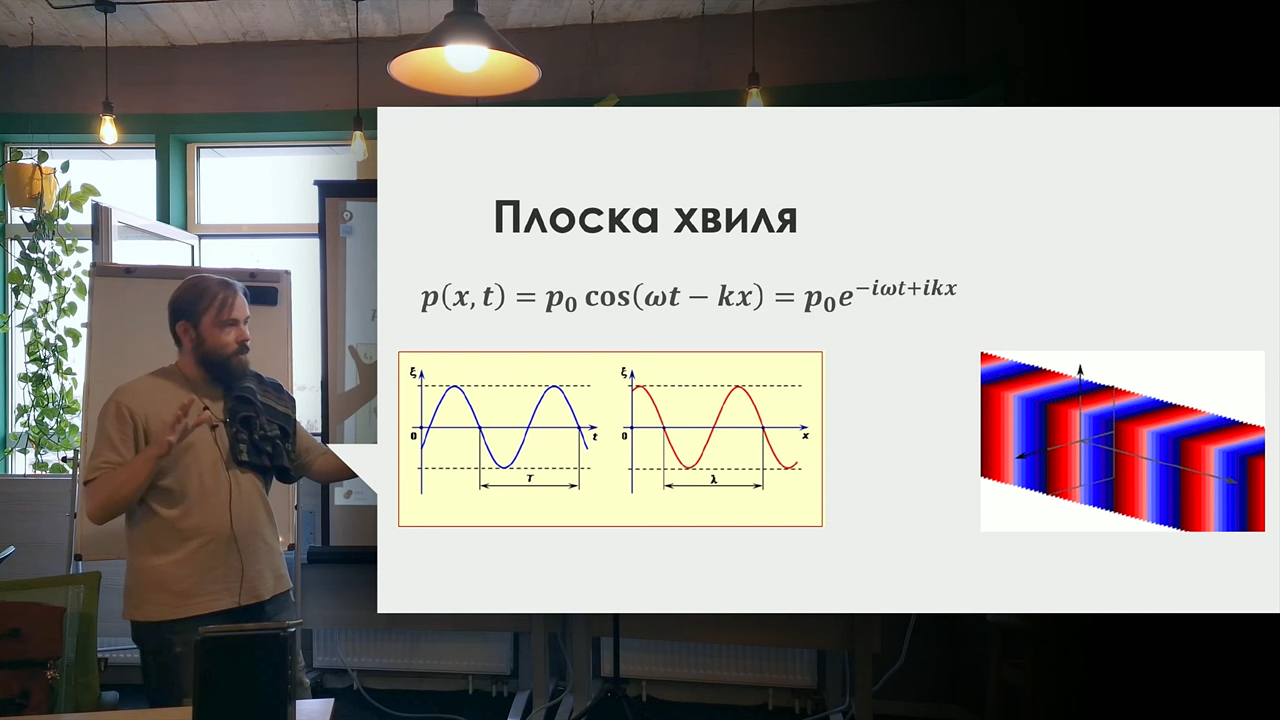 Плоска хвиля
p(x, t) = p₀ cos(ωt − kx) = p₀e^{−iωt+ikx}
ξ ξ
0 t 0 x
T λ